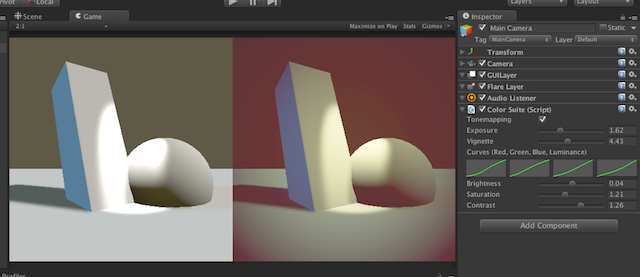 Pivot
Local
Layers
Layout
Scene
Game
Inspector
2:1
Maximize on Play
Stats
Gizmos
Main Camera
Static
Tag
MainCamera
Layer
Default
Transform
Camera
GUILayer
Flare Layer
Audio Listener
Color Suite (Script)
Tonemapping
Exposure
1.62
Vignette
4.43
Curves (Red, Green, Blue, Luminance)
Brightness
0.04
Saturation
1.21
Contrast
1.26
Add Component
Profiler